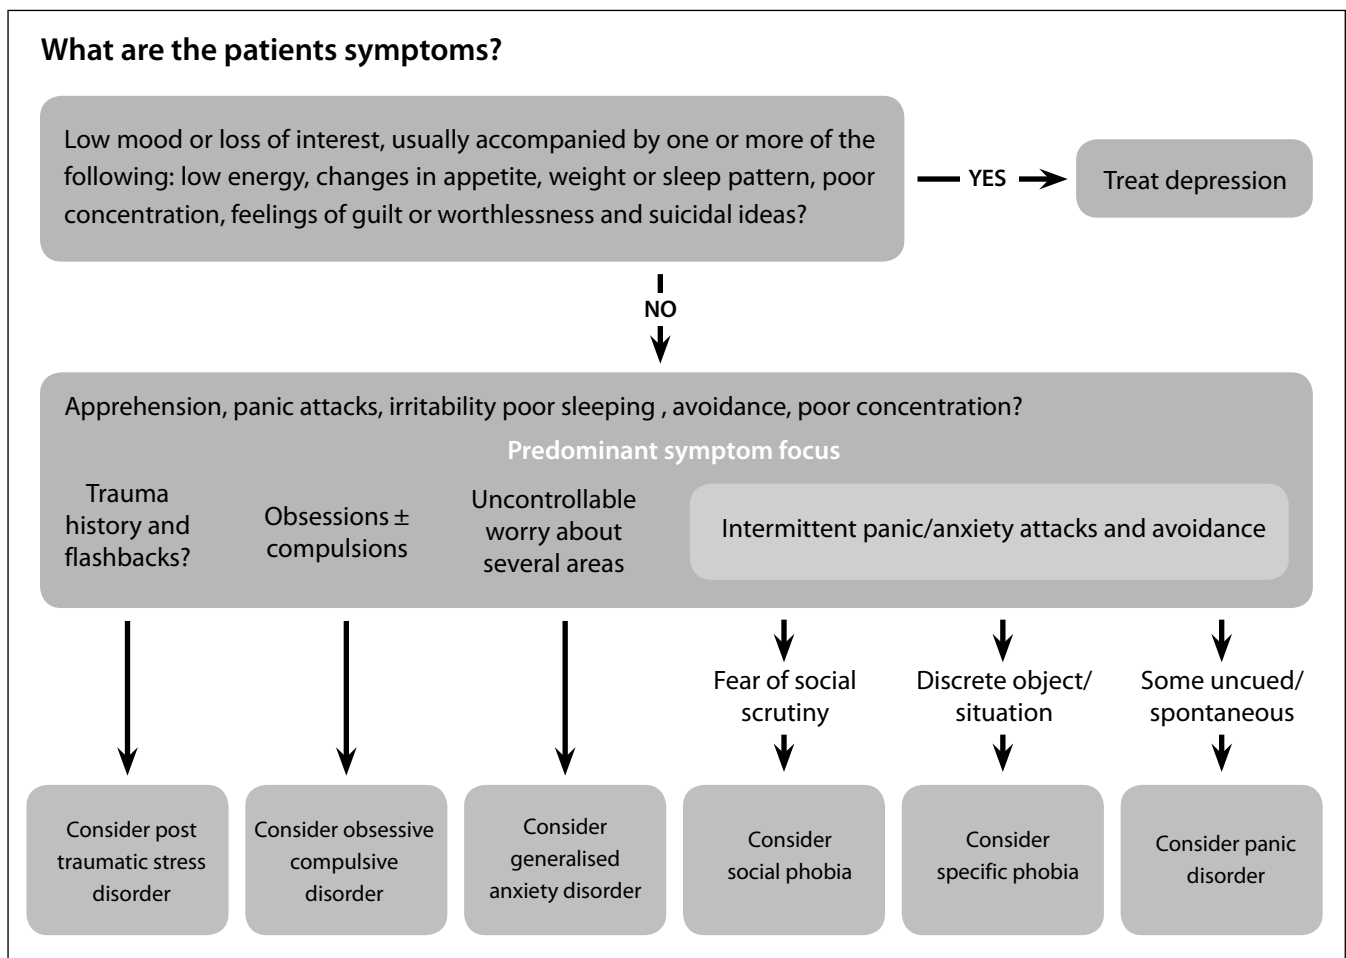 What are the patients symptoms?
Low mood or loss of interest, usually accompanied by one or more of the
following: low energy, changes in appetite, weight or sleep pattern, poor
concentration, feelings of guilt or worthlessness and suicidal ideas?
YES
Treat depression
NO
Apprehension, panic attacks, irritability poor sleeping , avoidance, poor concentration?
Predominant symptom focus
Trauma
history and
flashbacks?
Obsessions ±
compulsions
Uncontrollable
worry about
several areas
Intermittent panic/anxiety attacks and avoidance
Fear of social
scrutiny
Discrete object/
situation
Some uncued/
spontaneous
Consider post
traumatic stress
disorder
Consider obsessive
compulsive
disorder
Consider
generalised
anxiety disorder
Consider
social phobia
Consider
specific phobia
Consider panic
disorder